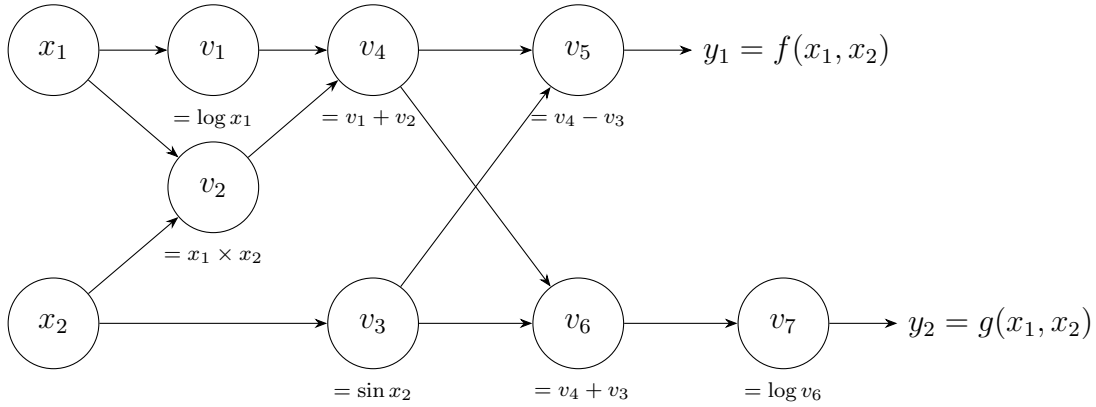 x₁ v₁ v₄ v₅ y₁ = f(x₁, x₂)
= log x₁ = v₁ + v₂ = v₄ − v₃
v₂
= x₁ × x₂
x₂ v₃ v₆ v₇ y₂ = g(x₁, x₂)
= sin x₂ = v₄ + v₃ = log v₆